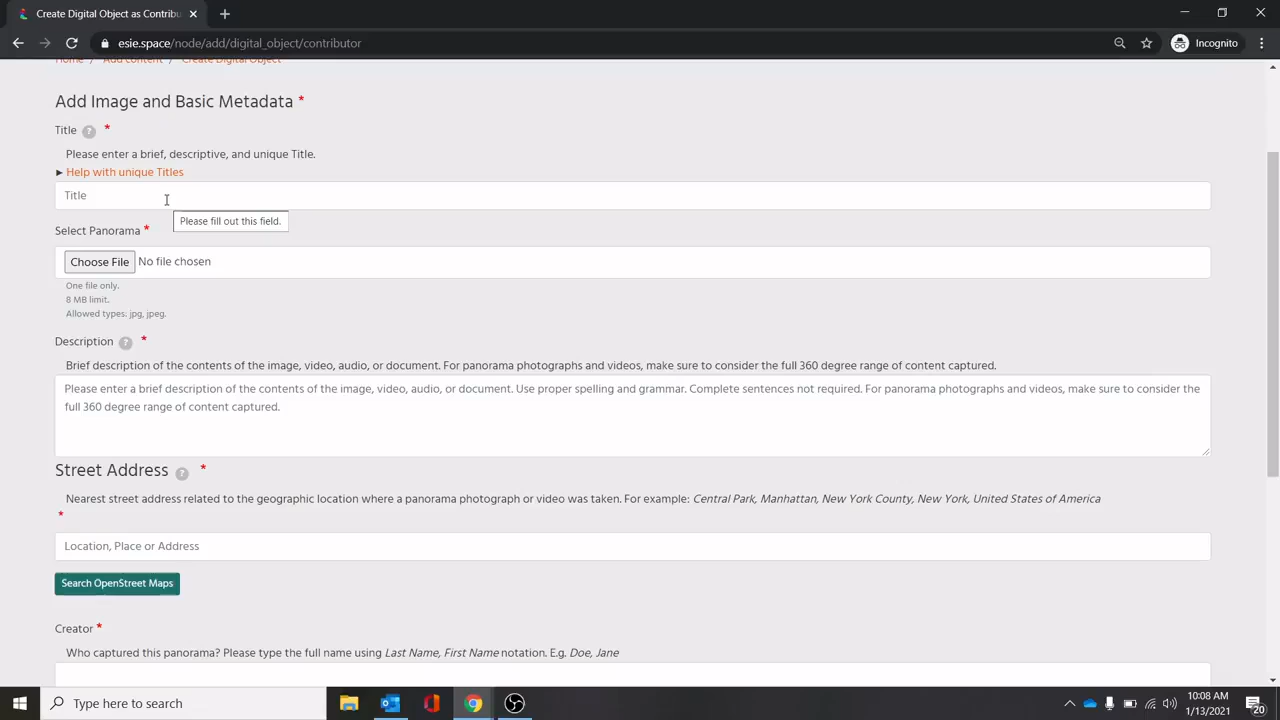 Create Digital Object as Contrib
esie.space/node/add/digital_object/contributor
Incognito
Home / Add content / Create Digital Object
Add Image and Basic Metadata *
Title ? *
Please enter a brief, descriptive, and unique Title.
Help with unique Titles
Title
Please fill out this field.
Select Panorama *
Choose File No file chosen
One file only.
8 MB limit.
Allowed types: jpg, jpeg.
Description ? *
Brief description of the contents of the image, video, audio, or document. For panorama photographs and videos, make sure to consider the full 360 degree range of content captured.
Please enter a brief description of the contents of the image, video, audio, or document. Use proper spelling and grammar. Complete sentences not required. For panorama photographs and videos, make sure to consider the
full 360 degree range of content captured.
Street Address ? *
Nearest street address related to the geographic location where a panorama photograph or video was taken. For example: Central Park, Manhattan, New York County, New York, United States of America
*
Location, Place or Address
Search OpenStreet Maps
Creator *
Who captured this panorama? Please type the full name using Last Name, First Name notation. E.g. Doe, Jane
Type here to search
10:08 AM
1/13/2021
20